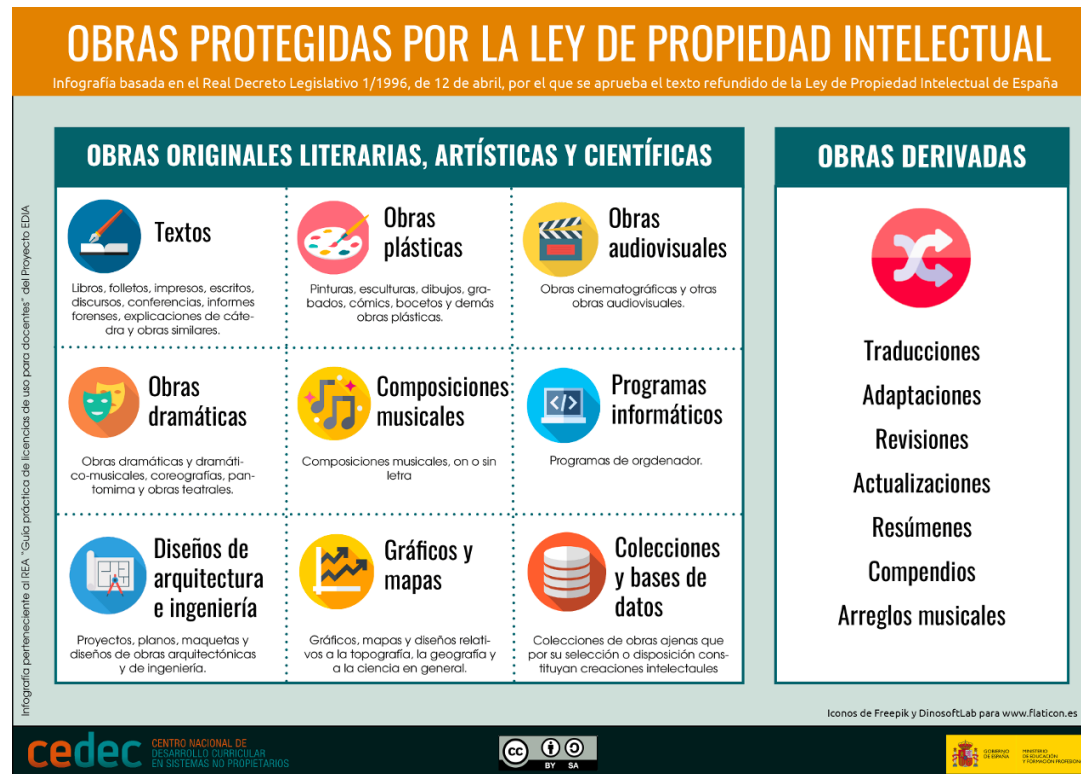 OBRAS PROTEGIDAS POR LA LEY DE PROPIEDAD INTELECTUAL
Infografía basada en el Real Decreto Legislativo 1/1996, de 12 de abril, por el que se aprueba el texto refundido de la Ley de Propiedad Intelectual de España
Infografía perteneciente al REA "Guía práctica de licencias de uso para docentes" del Proyecto EDIA
OBRAS ORIGINALES LITERARIAS, ARTÍSTICAS Y CIENTÍFICAS
Textos
Libros, folletos, impresos, escritos,
discursos, conferencias, informes
forenses, explicaciones de cáte-
dra y obras similares.
Obras
plásticas
Pinturas, esculturas, dibujos, gra-
bados, cómics, bocetos y demás
obras plásticas.
Obras
audiovisuales
Obras cinematográficas y otras
obras audiovisuales.
Obras
dramáticas
Obras dramáticas y dramáti-
co-musicales, coreografías, pan-
tomima y obras teatrales.
Composiciones
musicales
Composiciones musicales, on o sin
letra
</>
Programas
informáticos
Programas de orgdenador.
Diseños de
arquitectura
e ingeniería
Proyectos, planos, maquetas y
diseños de obras arquitectónicas
y de ingeniería.
Gráficos y
mapas
Gráficos, mapas y diseños relati-
vos a la topografía, la geografía y
a la ciencia en general.
Colecciones
y bases de
datos
Colecciones de obras ajenas que
por su selección o disposición cons-
tituyan creaciones intelectaules
OBRAS DERIVADAS
Traducciones
Adaptaciones
Revisiones
Actualizaciones
Resúmenes
Compendios
Arreglos musicales
Iconos de Freepik y DinosoftLab para www.flaticon.es
cedec
CENTRO NACIONAL DE
DESARROLLO CURRICULAR
EN SISTEMAS NO PROPIETARIOS
cc
BY SA
GOBIERNO
DE ESPAÑA
MINISTERIO
DE EDUCACIÓN
Y FORMACIÓN PROFESIONAL